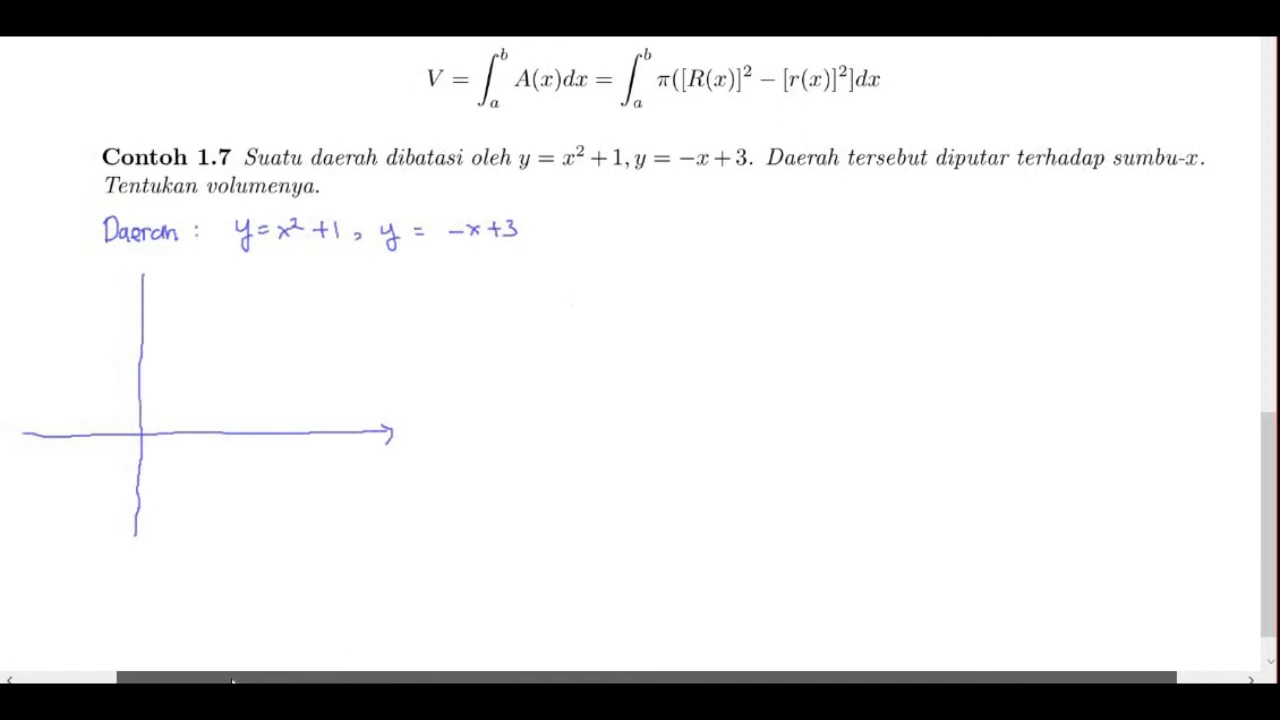 V = ∫_a^b A(x)dx = ∫_a^b π([R(x)]² − [r(x)]²]dx
Contoh 1.7 Suatu daerah dibatasi oleh y = x² + 1, y = −x + 3. Daerah tersebut diputar terhadap sumbu-x.
Tentukan volumenya.
Daerah : y = x² + 1 , y = −x + 3